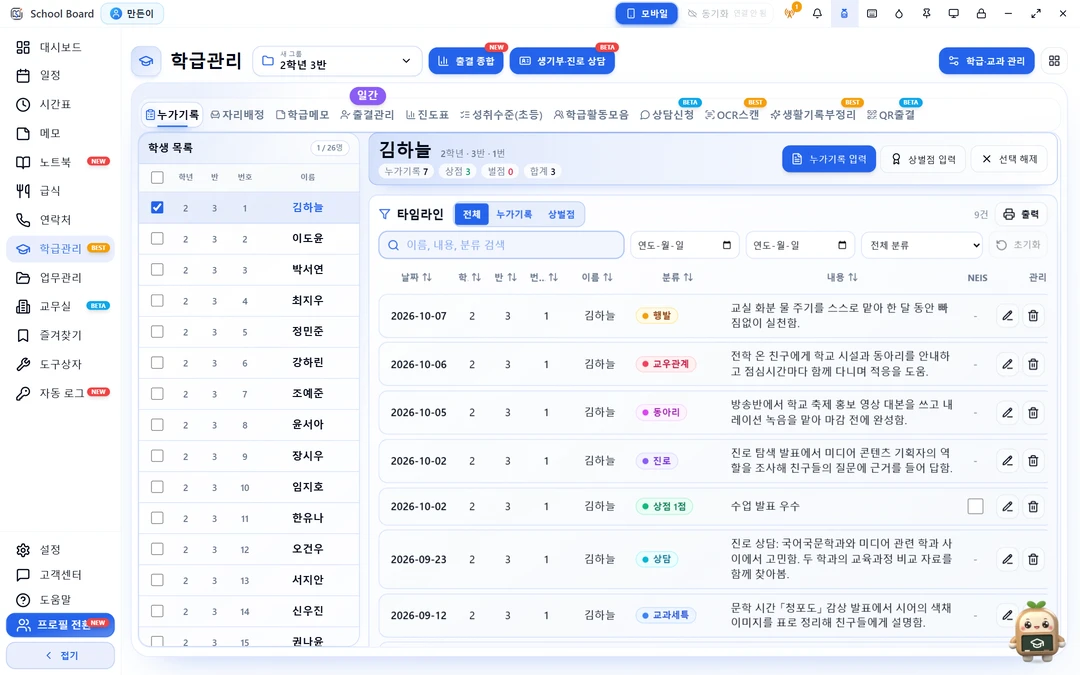 School Board
만든이
모바일
동기화 연결 안 됨
1
대시보드
일정
시간표
메모
노트북 NEW
급식
연락처
학급관리 BEST
업무관리
교무실 BETA
즐겨찾기
도구상자
자동 로그 NEW
설정
고객센터
도움말
프로필 전환 NEW
접기
학급관리
새 그룹
2학년 3반
출결 종합 NEW
생기부·진로 상담 BETA
학급·교과 관리
일간
누가기록
자리배정
학급메모
출결관리
진도표
성취수준(초등)
학급활동모음
상담신청 BETA
OCR스캔 BEST
생활기록부정리 BEST
QR출결 BETA
학생 목록 1 / 26명
학년 반 번호 이름
2 3 1 김하늘
2 3 2 이도윤
2 3 3 박서연
2 3 4 최지우
2 3 5 정민준
2 3 6 강하린
2 3 7 조예준
2 3 8 윤서아
2 3 9 장시우
2 3 10 임지호
2 3 11 한유나
2 3 12 오건우
2 3 13 서지안
2 3 14 신우진
2 3 15 권나윤
김하늘 2학년 · 3반 · 1번
누가기록 7 상점 3 벌점 0 합계 3
누가기록 입력
상벌점 입력
선택 해제
타임라인 전체 누가기록 상벌점
9건 출력
이름, 내용, 분류 검색
연도-월-일
연도-월-일
전체 분류
초기화
날짜 학 반 번.. 이름 분류 내용 NEIS 관리
2026-10-07 2 3 1 김하늘 행발 교실 화분 물 주기를 스스로 맡아 한 달 동안 빠
짐없이 실천함. -
2026-10-06 2 3 1 김하늘 교우관계 전학 온 친구에게 학교 시설과 동아리를 안내하
고 점심시간마다 함께 다니며 적응을 도움. -
2026-10-05 2 3 1 김하늘 동아리 방송반에서 학교 축제 홍보 영상 대본을 쓰고 내
레이션 녹음을 맡아 마감 전에 완성함. -
2026-10-02 2 3 1 김하늘 진로 진로 탐색 발표에서 미디어 콘텐츠 기획자의 역
할을 조사해 친구들의 질문에 근거를 들어 답함. -
2026-10-02 2 3 1 김하늘 상점 1점 수업 발표 우수
2026-09-23 2 3 1 김하늘 상담 진로 상담: 국어국문학과와 미디어 관련 학과 사
이에서 고민함. 두 학과의 교육과정 비교 자료를
함께 찾아봄. -
2026-09-12 2 3 1 김하늘 교과세특 문학 시간 「청포도」 감상 발표에서 시어의 색채
이미지를 표로 정리해 친구들에게 설명함. -